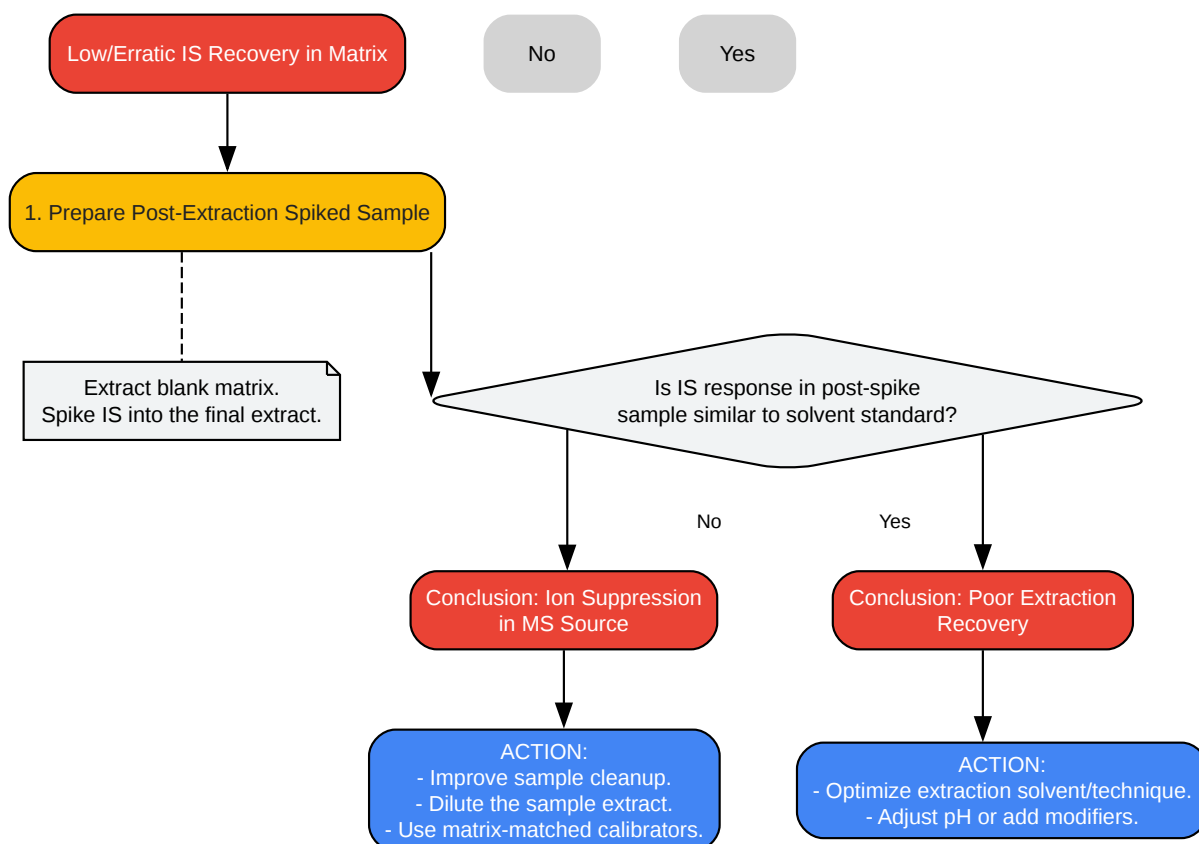 Low/Erratic IS Recovery in Matrix
No
Yes
1. Prepare Post-Extraction Spiked Sample
Extract blank matrix.
Spike IS into the final extract.
Is IS response in post-spike
sample similar to solvent standard?
No
Yes
Conclusion: Ion Suppression
in MS Source
Conclusion: Poor Extraction
Recovery
ACTION:
- Improve sample cleanup.
- Dilute the sample extract.
- Use matrix-matched calibrators.
ACTION:
- Optimize extraction solvent/technique.
- Adjust pH or add modifiers.